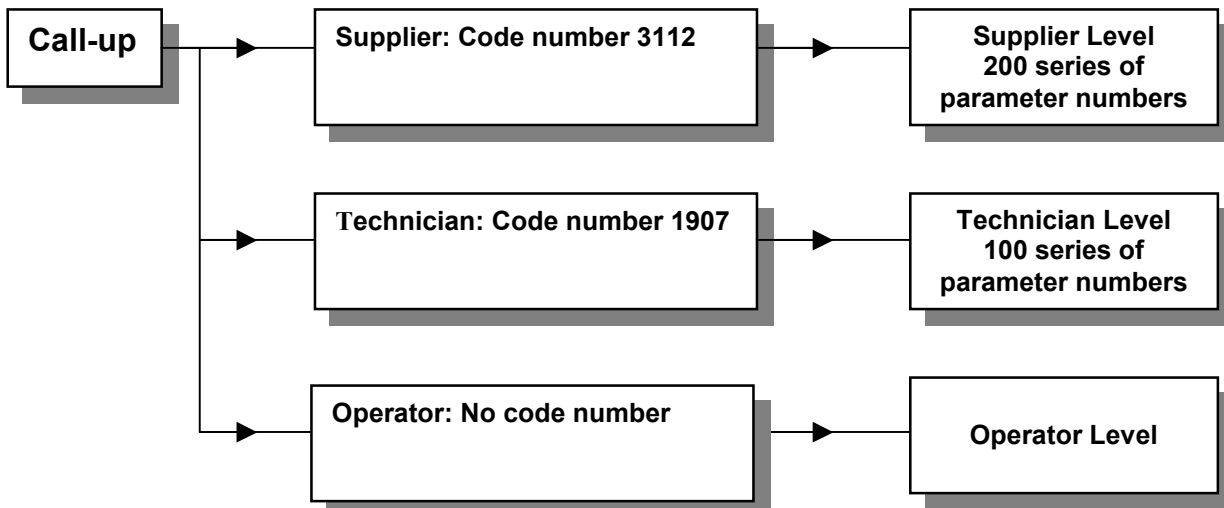 Call-up
Supplier: Code number 3112
Supplier Level
200 series of
parameter numbers
Technician: Code number 1907
Technician Level
100 series of
parameter numbers
Operator: No code number
Operator Level